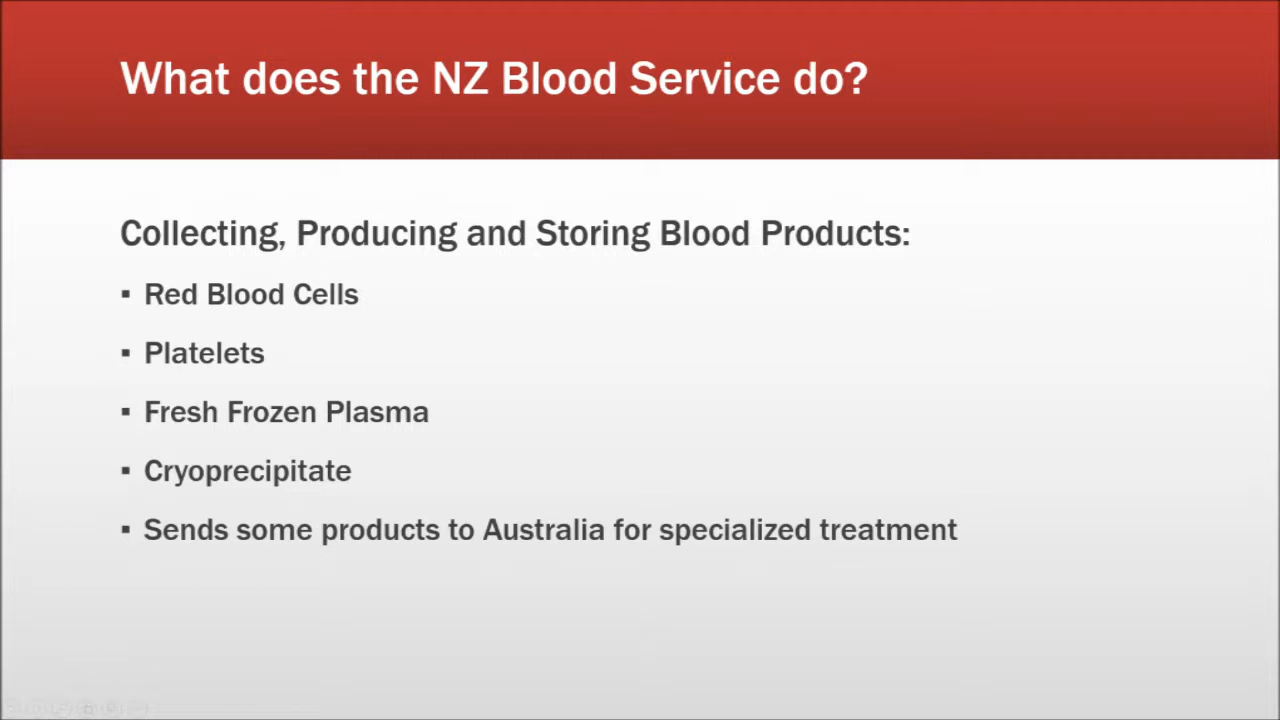 What does the NZ Blood Service do?
Collecting, Producing and Storing Blood Products:
▪ Red Blood Cells
▪ Platelets
▪ Fresh Frozen Plasma
▪ Cryoprecipitate
▪ Sends some products to Australia for specialized treatment